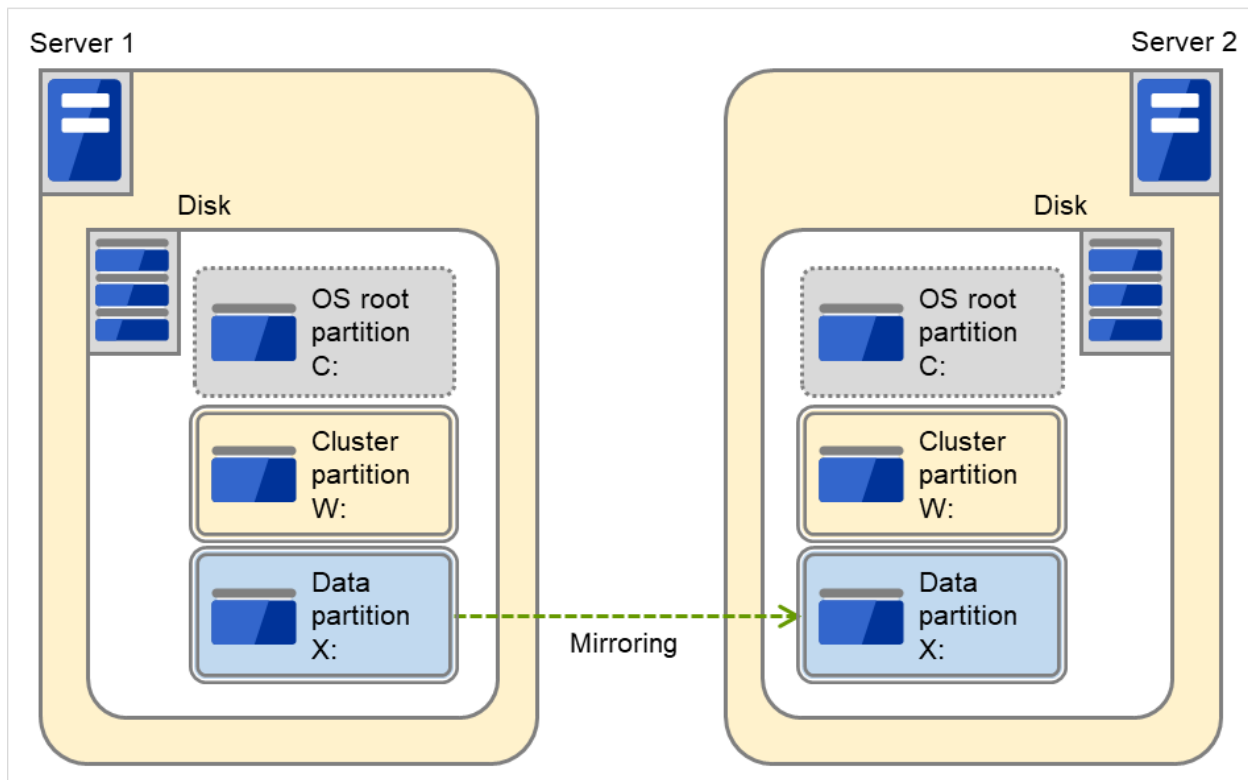 Server 1
Disk
OS root
partition
C:
Cluster
partition
W:
Data
partition
X:
Mirroring
Server 2
Disk
OS root
partition
C:
Cluster
partition
W:
Data
partition
X: